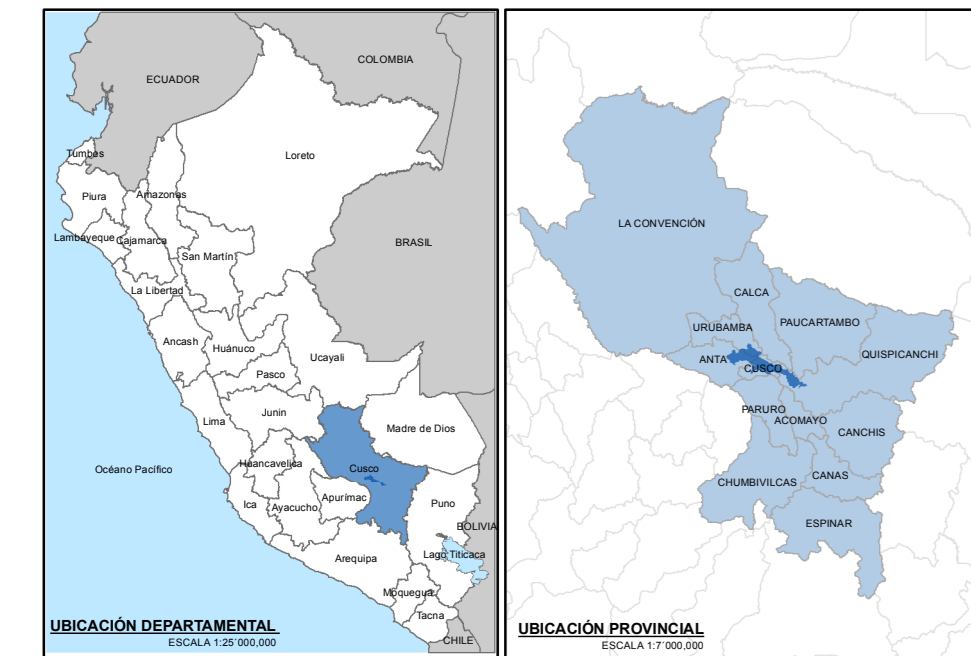 COLOMBIA
ECUADOR
Tumbes
Loreto
Piura
Amazonas
Lambayeque
Cajamarca
BRASIL
San Martín
La Libertad
Ancash
Huánuco
Ucayali
Pasco
Junin
Lima
Madre de Dios
Huancavelica
Cusco
Océano Pacífico
Apurímac
Ica
Ayacucho
Puno
BOLIVIA
Arequipa
Lago Titicaca
Moquegua
Tacna
CHILE
UBICACIÓN DEPARTAMENTAL
ESCALA 1:25´000,000
LA CONVENCIÓN
CALCA
URUBAMBA
PAUCARTAMBO
ANTA
QUISPICANCHI
CUSCO
PARURO
ACOMAYO
CANCHIS
CHUMBIVILCAS
CANAS
ESPINAR
UBICACIÓN PROVINCIAL
ESCALA 1:7´000,000